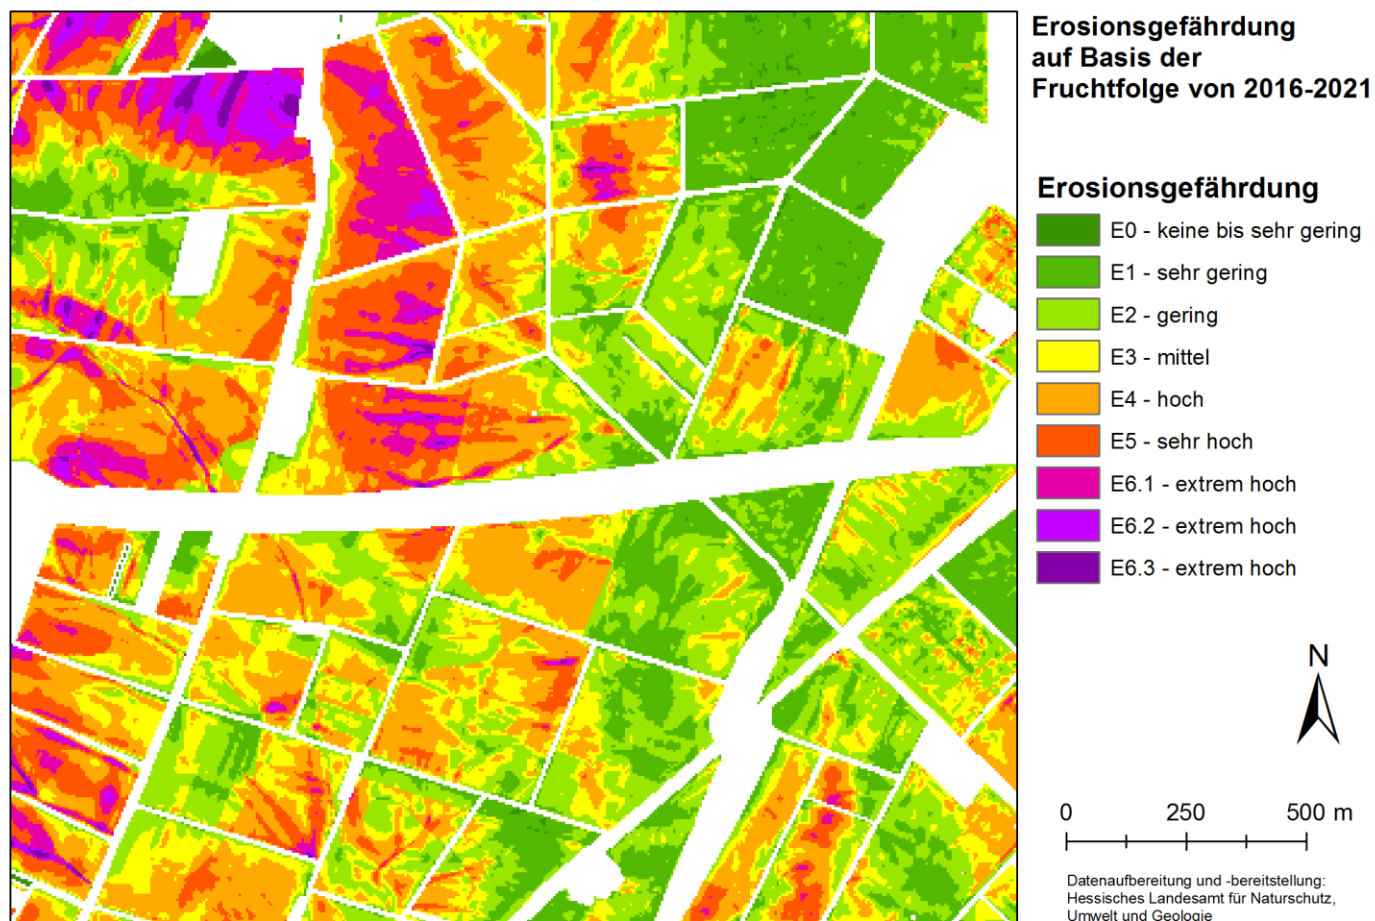 Erosionsgefährdung
auf Basis der
Fruchtfolge von 2016-2021
Erosionsgefährdung
E0 - keine bis sehr gering
E1 - sehr gering
E2 - gering
E3 - mittel
E4 - hoch
E5 - sehr hoch
E6.1 - extrem hoch
E6.2 - extrem hoch
E6.3 - extrem hoch
N
0 250 500 m
Datenaufbereitung und -bereitstellung:
Hessisches Landesamt für Naturschutz,
Umwelt und Geologie